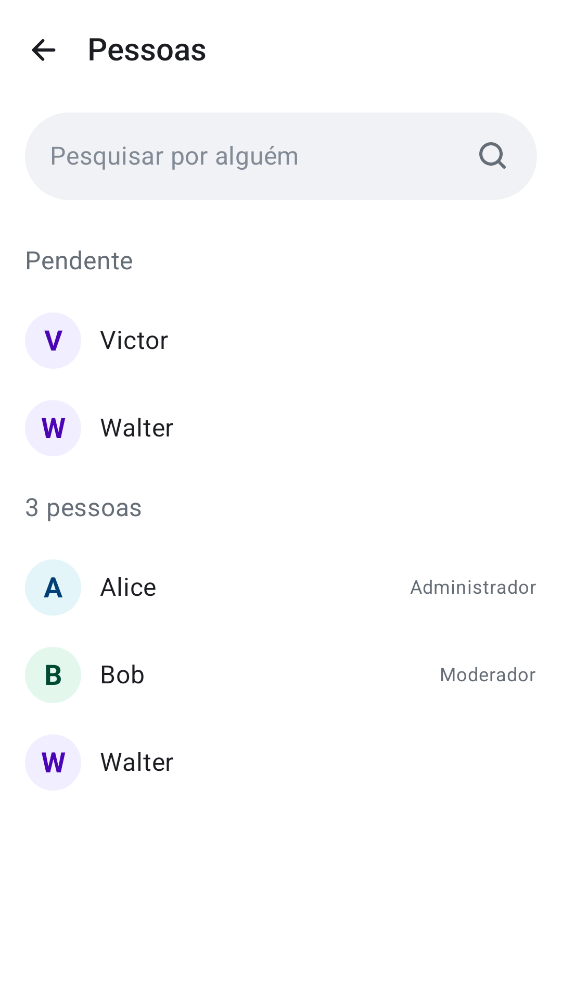 Pessoas
Pesquisar por alguém
Pendente
V Victor
W Walter
3 pessoas
A Alice Administrador
B Bob Moderador
W Walter